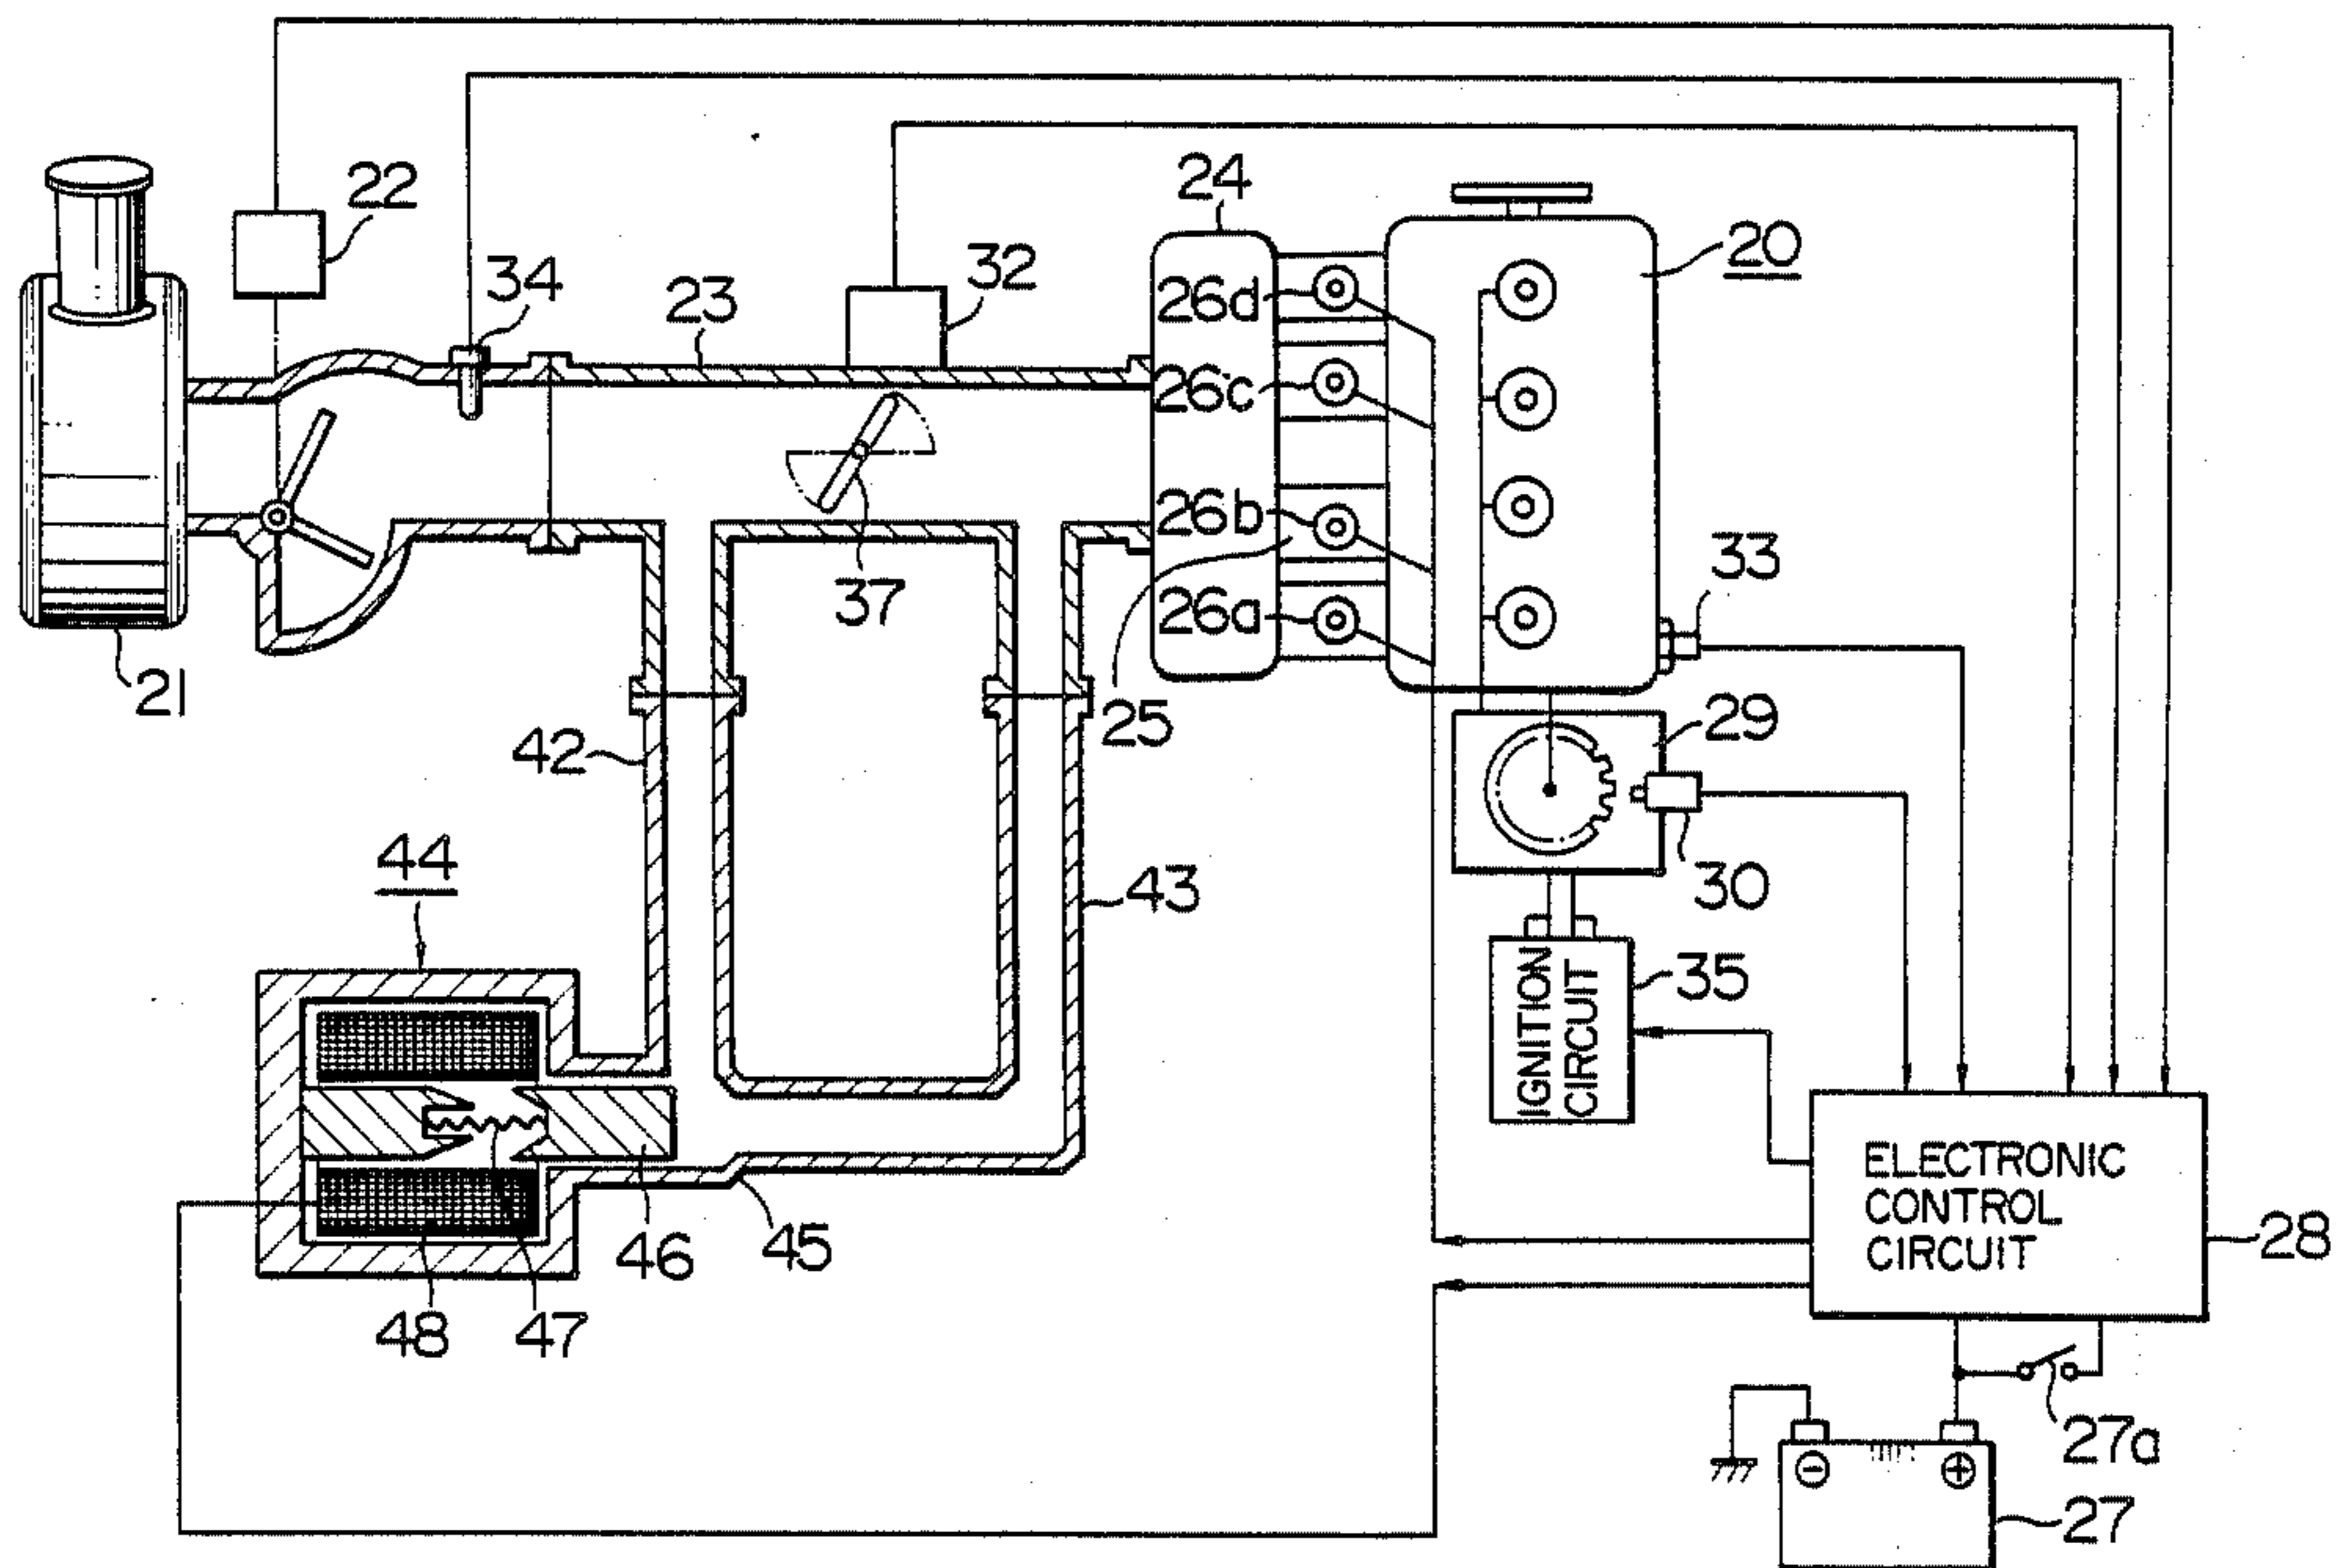 22
24
20
34
23
32
26d
26c
26b
26a
37
33
21
42
25
29
44
43
30
IGNITION
CIRCUIT
35
ELECTRONIC
CONTROL
CIRCUIT
28
46
45
48
47
27a
⊖ ⊕
27